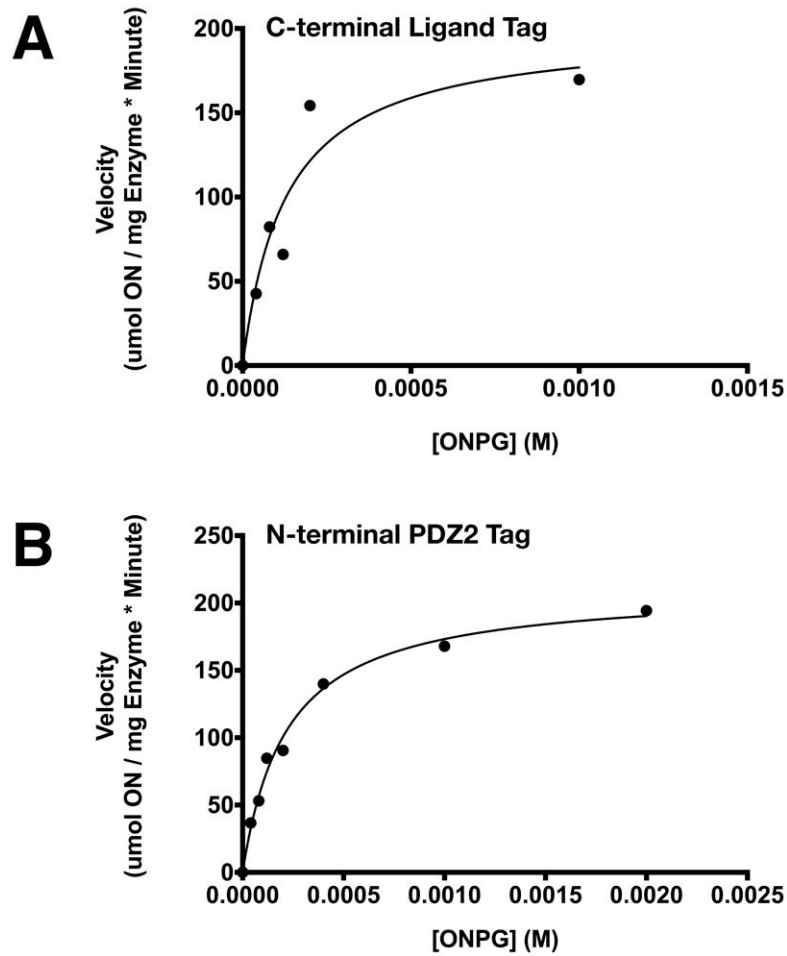 A
C-terminal Ligand Tag
Velocity
(umol ON / mg Enzyme * Minute)
200
150
100
50
0
0.0000 0.0005 0.0010 0.0015
[ONPG] (M)
B
N-terminal PDZ2 Tag
Velocity
(umol ON / mg Enzyme * Minute)
250
200
150
100
50
0
0.0000 0.0005 0.0010 0.0015 0.0020 0.0025
[ONPG] (M)